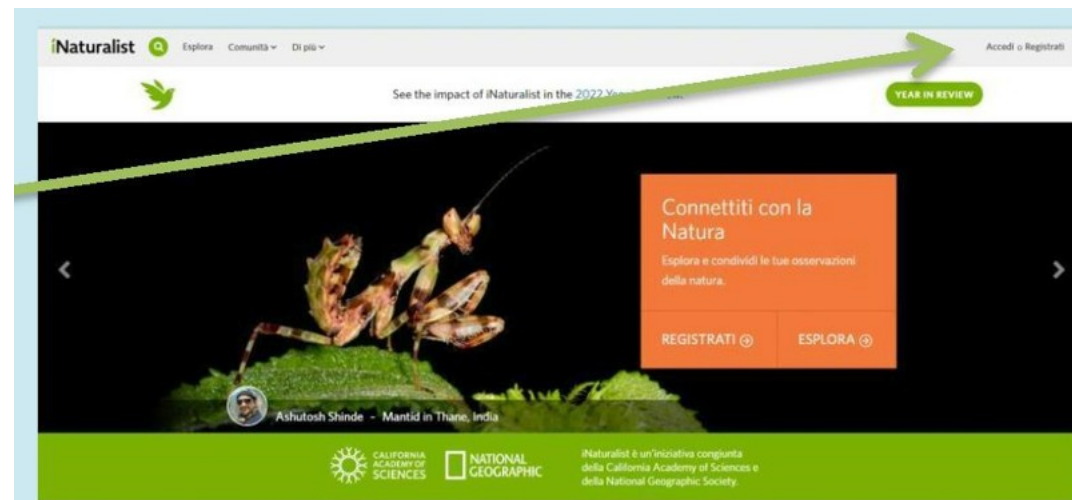 iNaturalist Esplora Comunità Di più Accedi o Registrati
See the impact of iNaturalist in the 2022
YEAR IN REVIEW
Connettiti con la
Natura
Esplora e condividi le tue osservazioni
della natura.
REGISTRATI ESPLORA
Ashutosh Shinde - Mantid in Thane, India
CALIFORNIA
ACADEMY OF
SCIENCES
NATIONAL
GEOGRAPHIC
iNaturalist è un'iniziativa congiunta
della California Academy of Sciences e
della National Geographic Society.